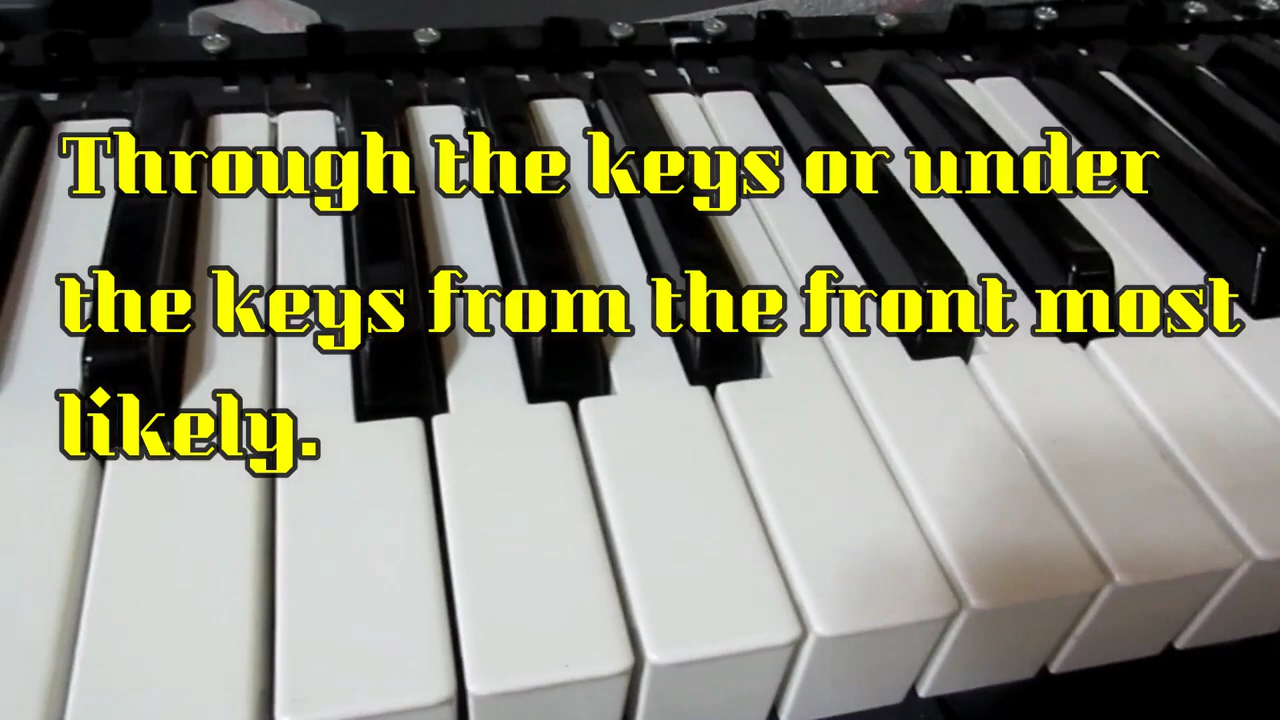 Through the keys or under
the keys from the front most
likely.